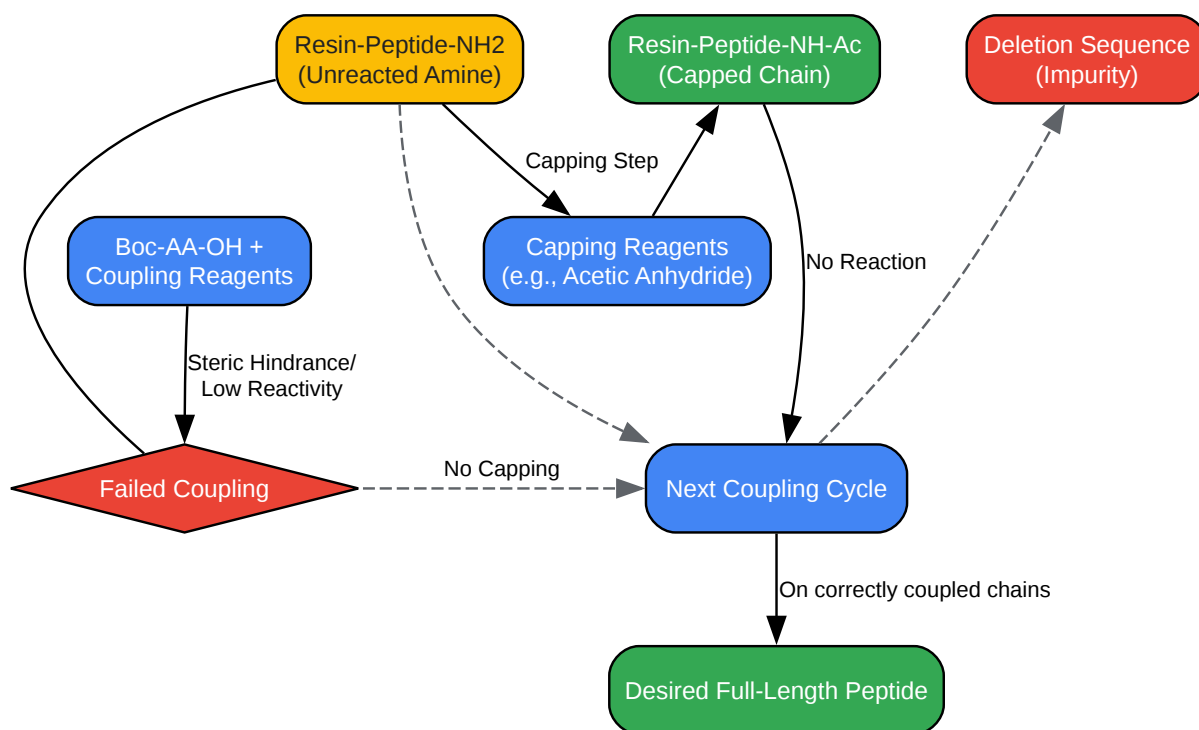 Resin-Peptide-NH2
(Unreacted Amine)
Resin-Peptide-NH-Ac
(Capped Chain)
Deletion Sequence
(Impurity)
Capping Step
Boc-AA-OH +
Coupling Reagents
Capping Reagents
(e.g., Acetic Anhydride)
No Reaction
Steric Hindrance/
Low Reactivity
Failed Coupling
No Capping
Next Coupling Cycle
On correctly coupled chains
Desired Full-Length Peptide